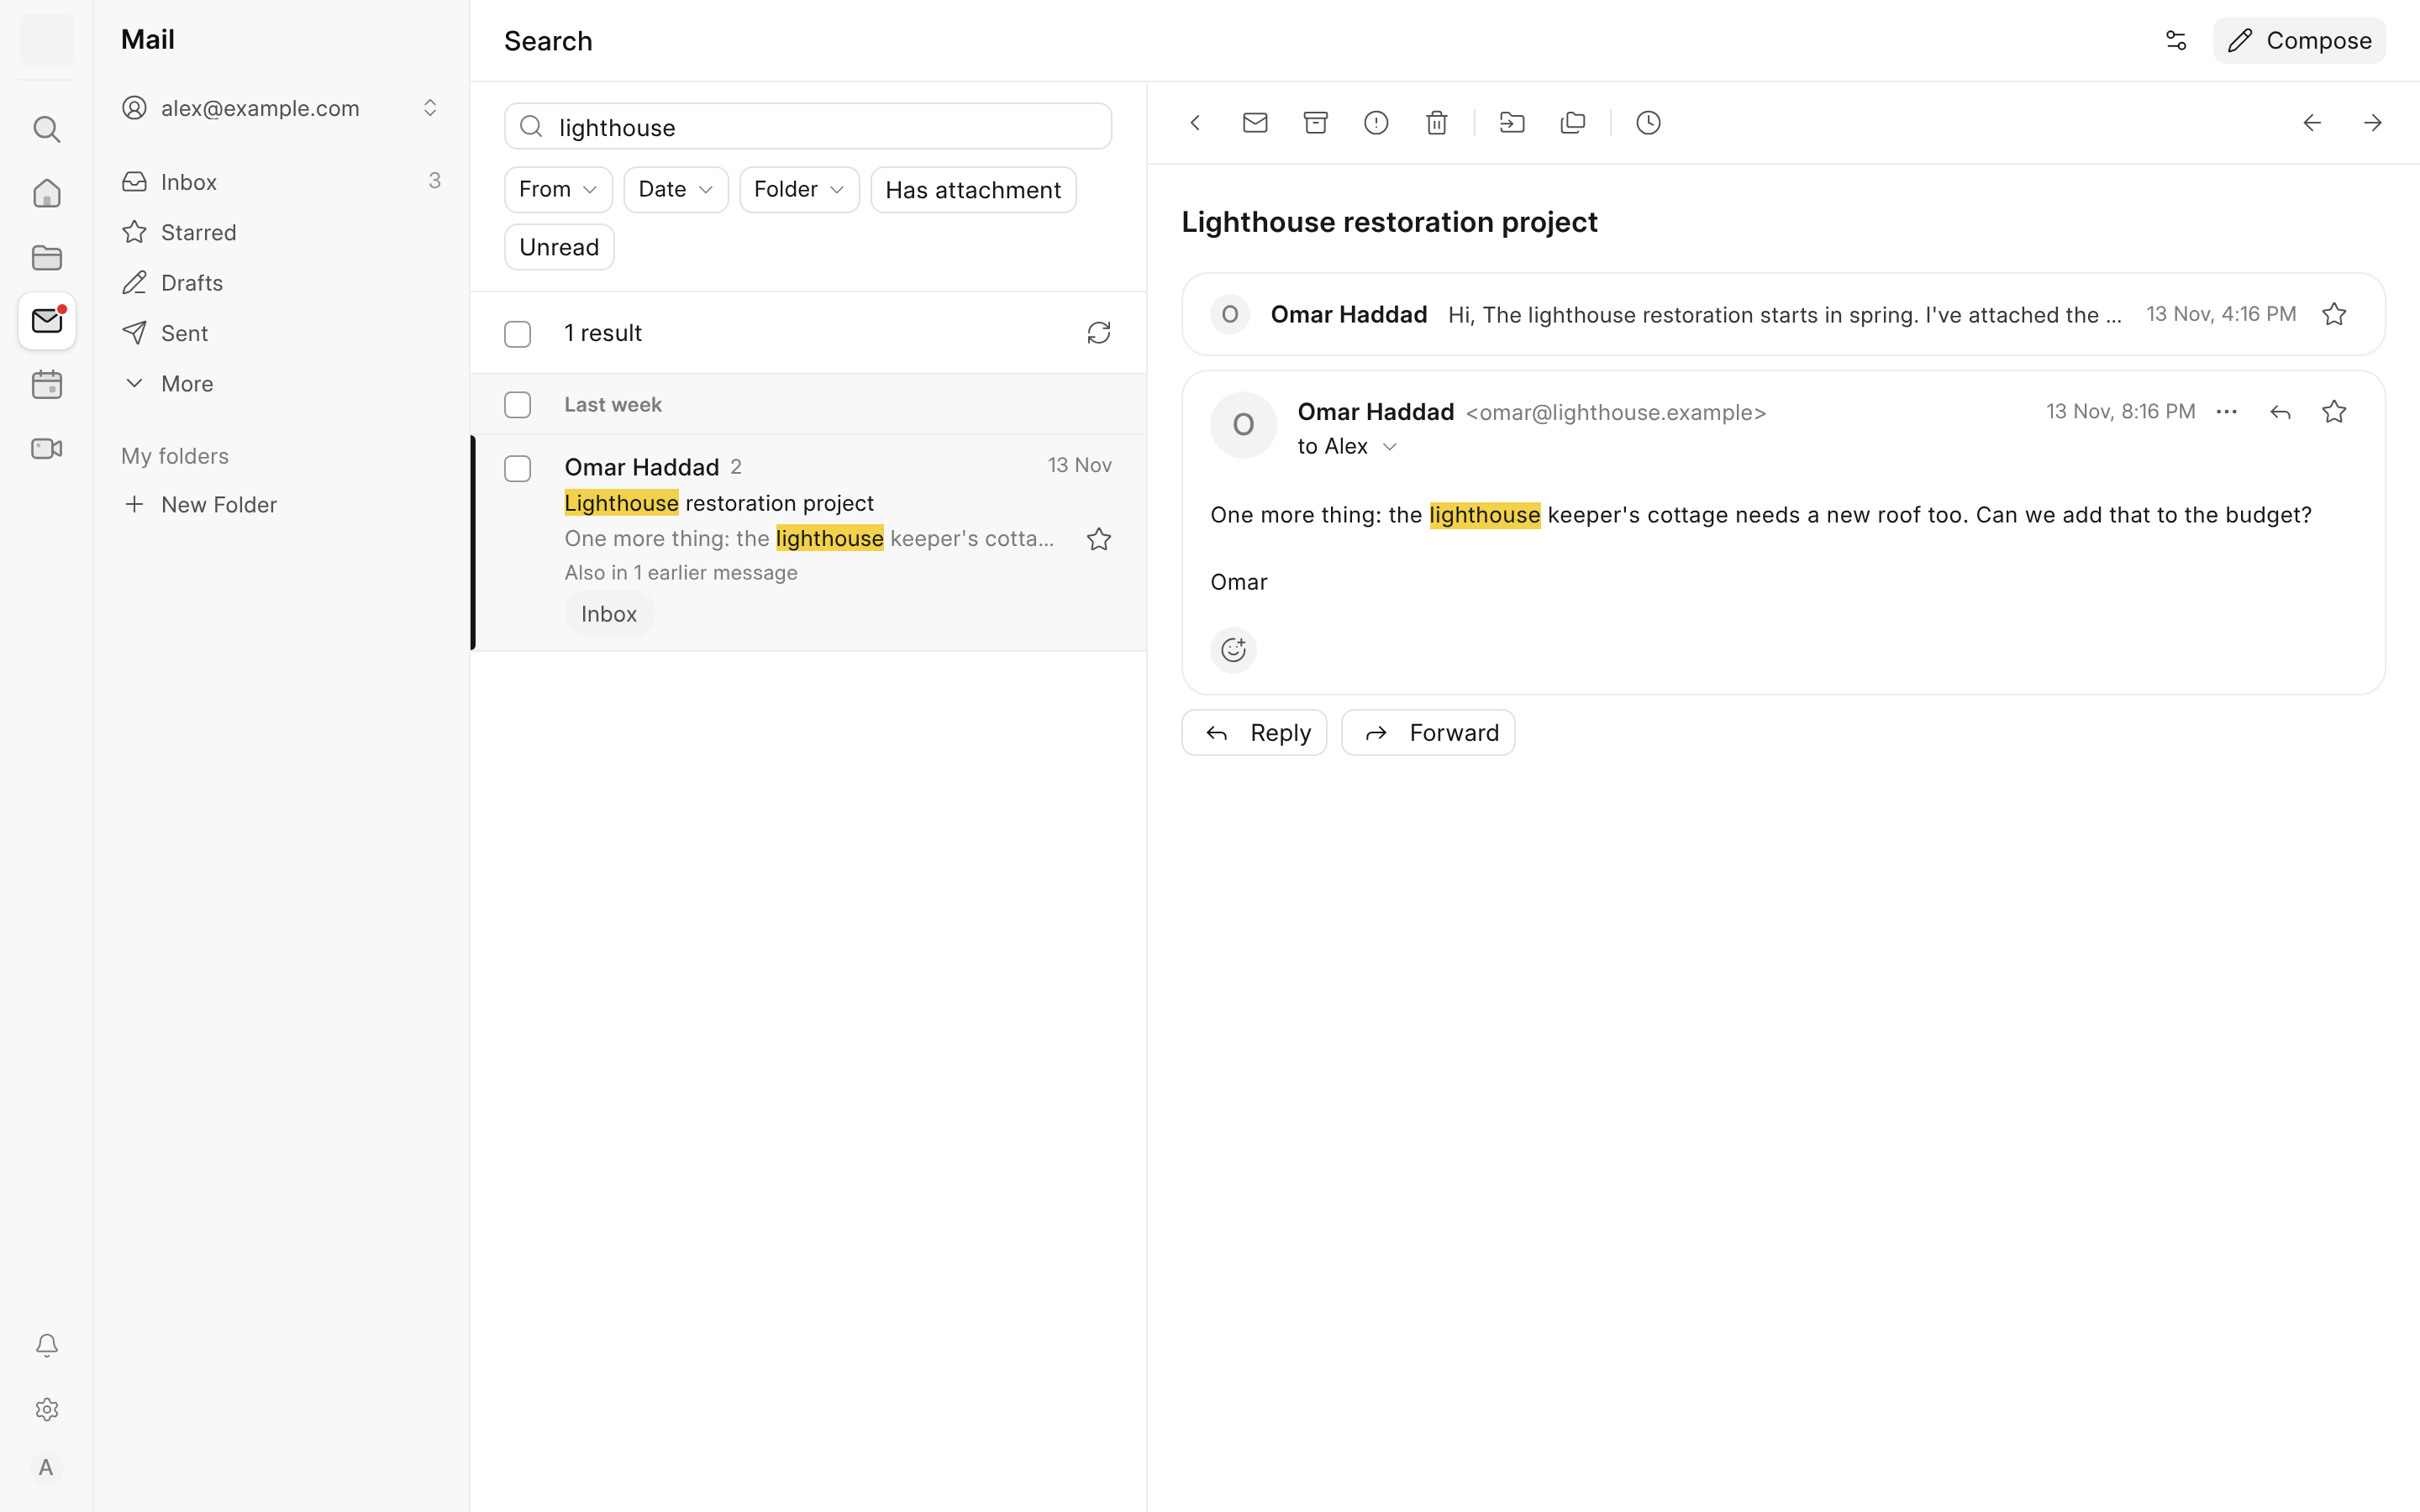 Mail
alex@example.com
Inbox 3
Starred
Drafts
Sent
More
My folders
New Folder
A
Search
Compose
lighthouse
From
Date
Folder
Has attachment
Unread
1 result
Last week
Omar Haddad 2 13 Nov
Lighthouse restoration project
One more thing: the lighthouse keeper's cotta...
Also in 1 earlier message
Inbox
Lighthouse restoration project
O Omar Haddad Hi, The lighthouse restoration starts in spring. I've attached the ... 13 Nov, 4:16 PM
O Omar Haddad <omar@lighthouse.example> 13 Nov, 8:16 PM
to Alex
One more thing: the lighthouse keeper's cottage needs a new roof too. Can we add that to the budget?
Omar
Reply
Forward